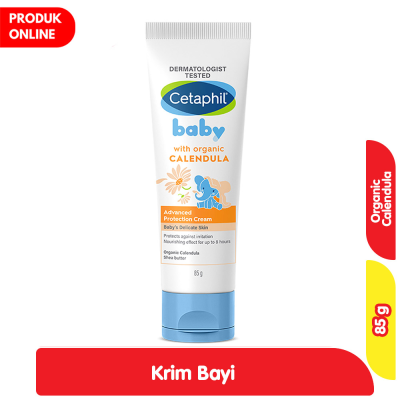 PRODUK
ONLINE
DERMATOLOGIST
TESTED
Cetaphil
baby
with organic
CALENDULA
Advanced
Protection Cream
Baby's Delicate Skin
Protects against irritation
Nourishing effect for up to 8 hours
Organic Calendula
Shea Butter
85 g
Organic
Calendula
85 g
Krim Bayi